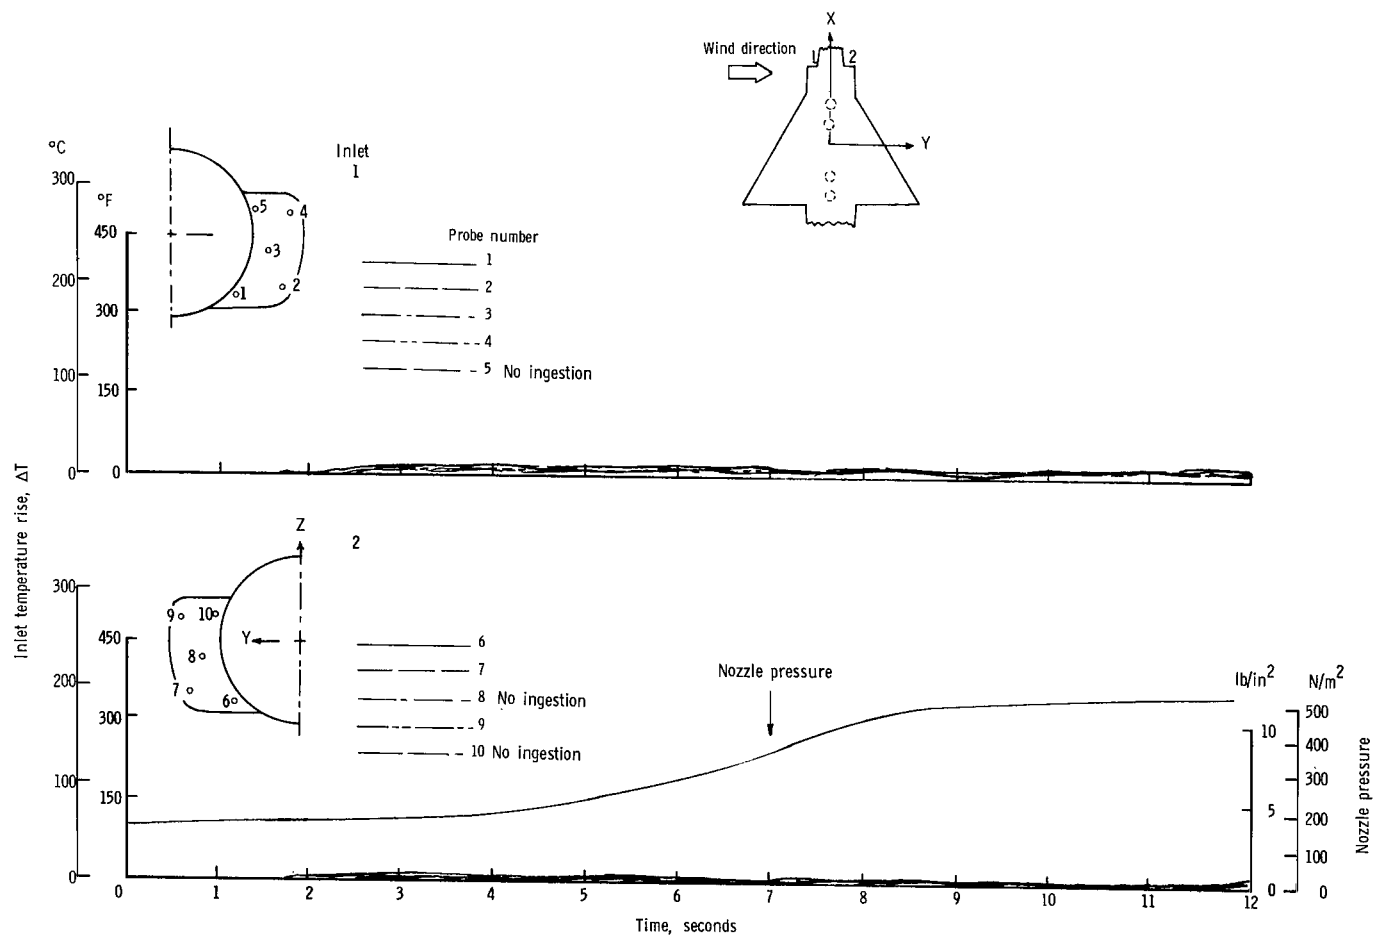 X
Wind direction
1 2
Y
°C
Inlet
1
300
°F
5
4
450
Probe number
3
1
200
1
2
2
300
3
4
5 No ingestion
100
150
0
0
Inlet temperature rise, ΔT
Z
2
300
9
10
450
Y
6
8
7
200
7
6
8 No ingestion
Nozzle pressure
lb/in²
N/m²
300
9
10
500
10 No ingestion
400
100
150
300
5
200
Nozzle pressure
100
0
0
0
0 1 2 3 4 5 6 7 8 9 10 11 12
Time, seconds